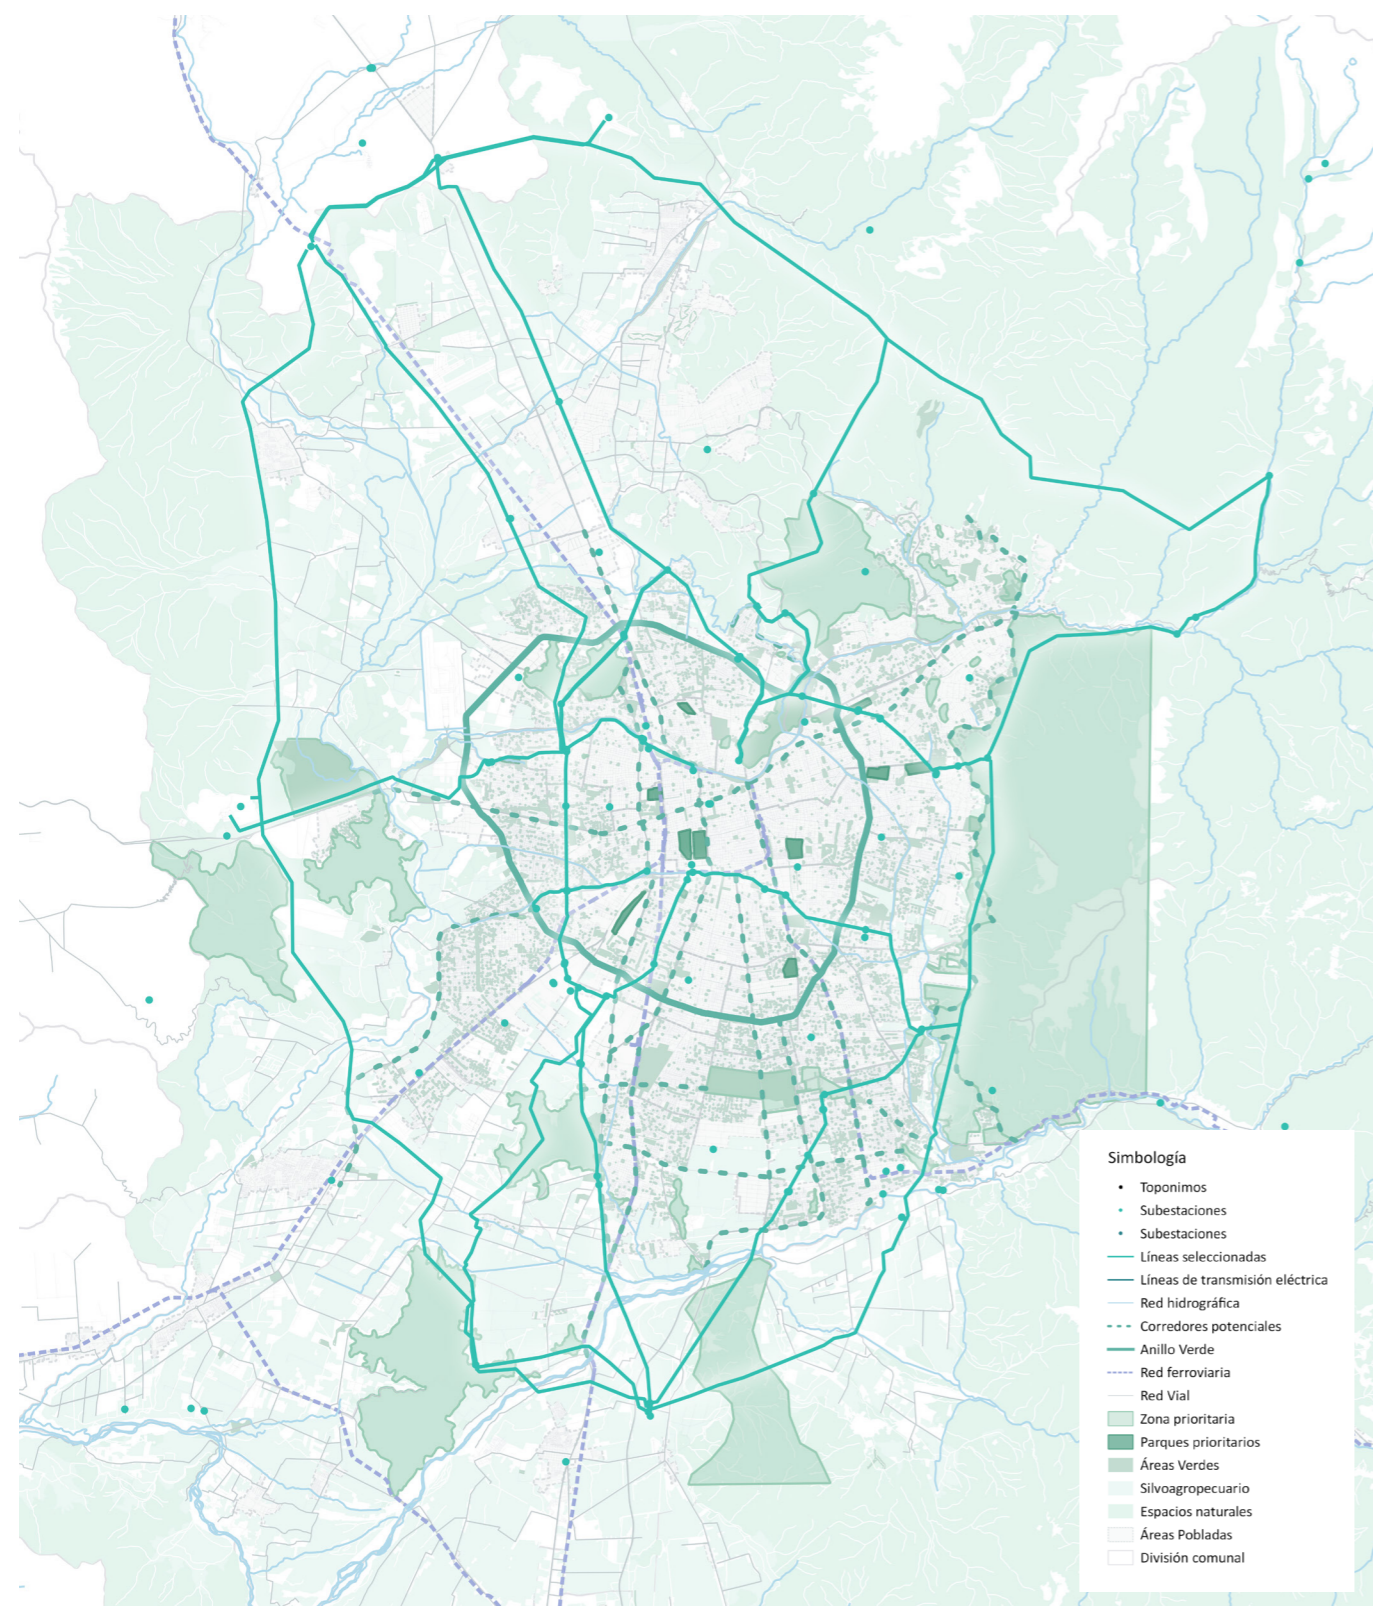 Simbología
Toponimos
Subestaciones
Subestaciones
Líneas seleccionadas
Líneas de transmisión eléctrica
Red hidrográfica
Corredores potenciales
Anillo Verde
Red ferroviaria
Red Vial
Zona prioritaria
Parques prioritarios
Áreas Verdes
Silvoagropecuario
Espacios naturales
Áreas Pobladas
División comunal